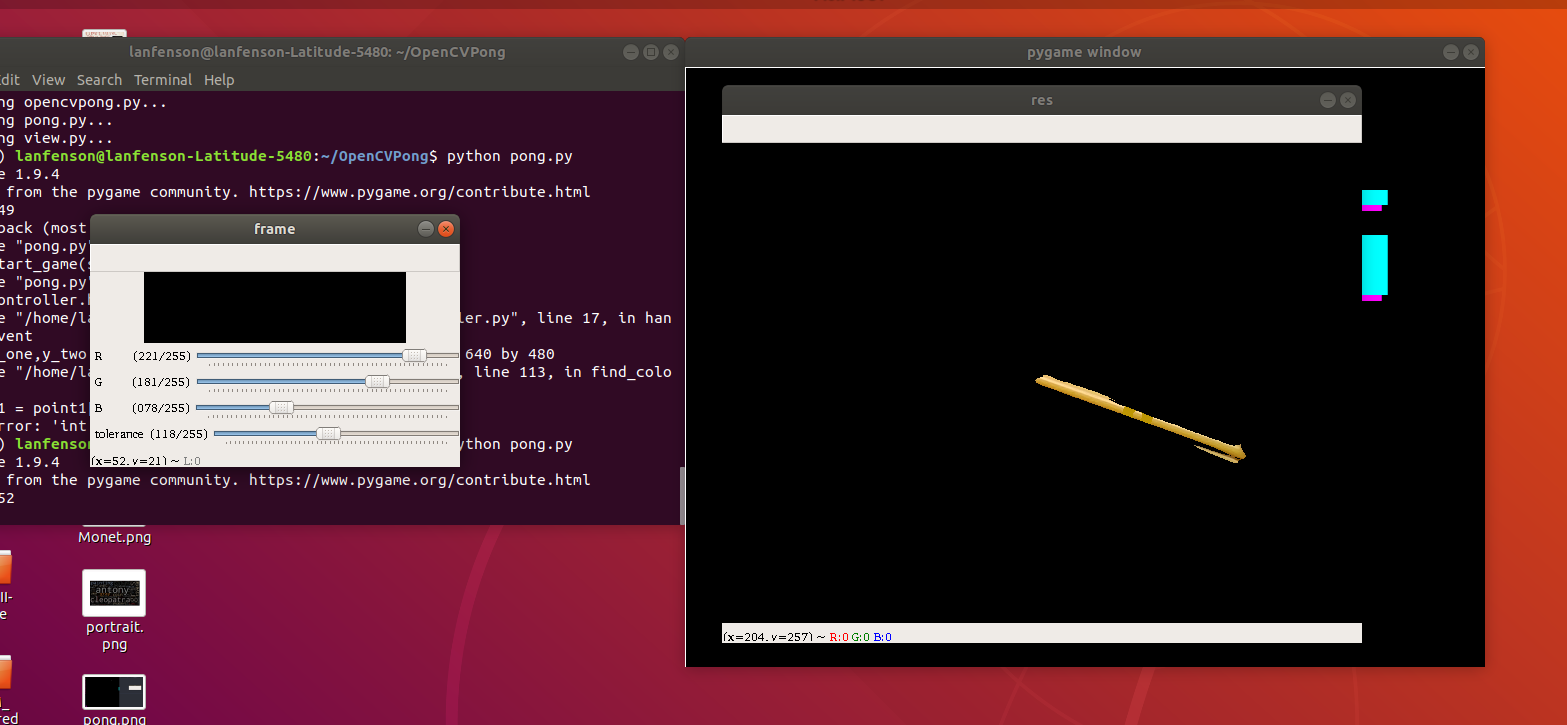 lanfenson@lanfenson-Latitude-5480: ~/OpenCVPong
dit View Search Terminal Help
ng opencvpong.py...
ng pong.py...
ng view.py...
) lanfenson@lanfenson-Latitude-5480:~/OpenCVPong$ python pong.py
e 1.9.4
from the pygame community. https://www.pygame.org/contribute.html
49
back (most
e "pong.py"
tart_game(s
e "pong.py"
ontroller.h
e "/home/la ler.py", line 17, in han
vent
_one,y_two 640 by 480
e "/home/la , line 113, in find_colo
1 = point1[
rror: 'int
) lanfenson ython pong.py
e 1.9.4
from the pygame community. https://www.pygame.org/contribute.html
52
frame
R (221/255)
G (181/255)
B (078/255)
tolerance (118/255)
(x=52, y=21) ~ L:0
Monet.png
ll-
e
antony
cleopatra
portrait.
png
_
red
pong.png
pygame window
res
(x=204, y=257) ~ R:0 G:0 B:0